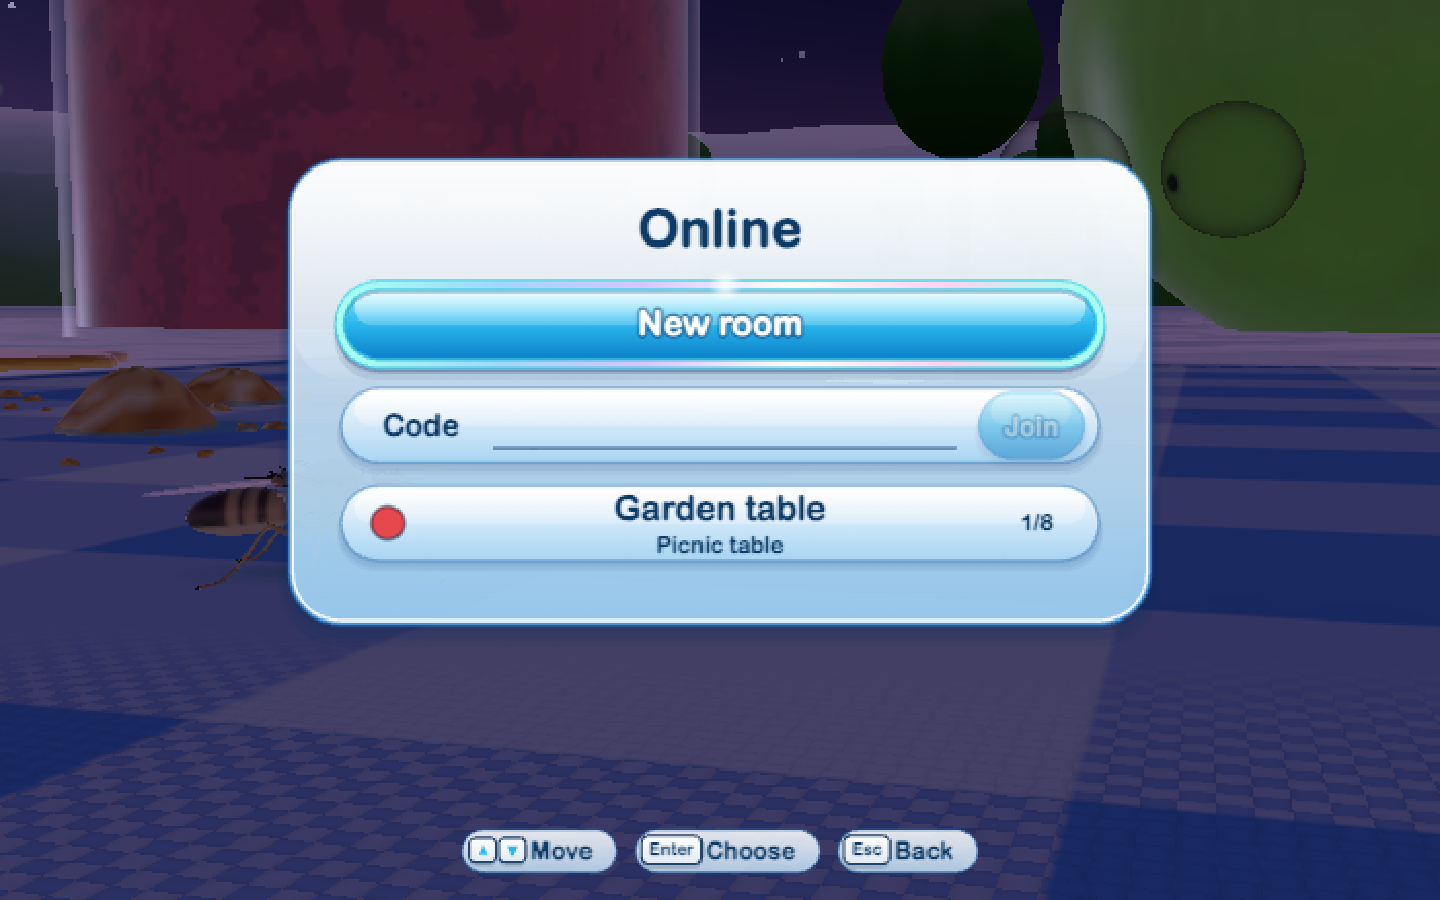 Online
New room
Code
Join
Garden table
1/8
Picnic table
▲ ▼ Move Enter Choose Esc Back